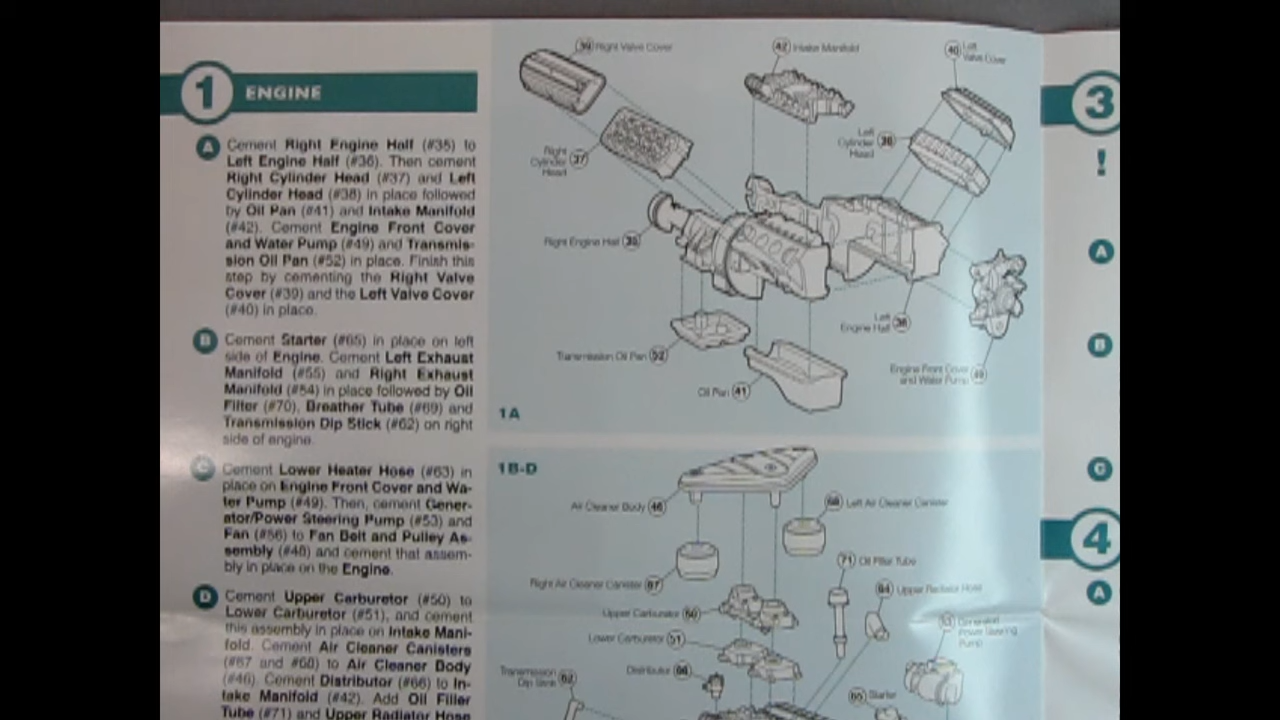 1 ENGINE
A Cement Right Engine Half (#35) to
Left Engine Half (#36). Then cement
Right Cylinder Head (#37) and Left
Cylinder Head (#38) in place followed
by Oil Pan (#41) and Intake Manifold
(#42). Cement Engine Front Cover
and Water Pump (#49) and Transmis-
sion Oil Pan (#52) in place. Finish this
step by cementing the Right Valve
Cover (#39) and the Left Valve Cover
(#40) in place.
B Cement Starter (#65) in place on left
side of Engine. Cement Left Exhaust
Manifold (#55) and Right Exhaust
Manifold (#54) in place followed by Oil
Filter (#70), Breather Tube (#69) and
Transmission Dip Stick (#62) on right
side of engine.
C Cement Lower Heater Hose (#63) in
place on Engine Front Cover and Wa-
ter Pump (#49). Then, cement Gener-
ator/Power Steering Pump (#53) and
Fan (#56) to Fan Belt and Pulley As-
sembly (#48) and cement that assem-
bly in place on the Engine.
D Cement Upper Carburetor (#50) to
Lower Carburetor (#51), and cement
this assembly in place on Intake Mani-
fold. Cement Air Cleaner Canisters
(#67 and #68) to Air Cleaner Body
(#46). Cement Distributor (#66) to In-
take Manifold (#42). Add Oil Filler
Tube (#71) and Upper Radiator Hose
39 Right Valve Cover
42 Intake Manifold
40 Left
Valve Cover
Right
Cylinder 37
Head
Left
Cylinder 38
Head
Right Engine Half 35
Left
Engine Half 36
Transmission Oil Pan 52
Oil Pan 41
Engine Front Cover
and Water Pump 49
1A
1B-D
Air Cleaner Body 46
68 Left Air Cleaner Canister
Right Air Cleaner Canister 67
71 Oil Filler Tube
64 Upper Radiator Hose
Upper Carburetor 50
Lower Carburetor 51
53 Generator
Power Steering
Pump
Distributor 66
Transmission
Dip Stick 62
65 Starter
3
!
A
B
C
4
A